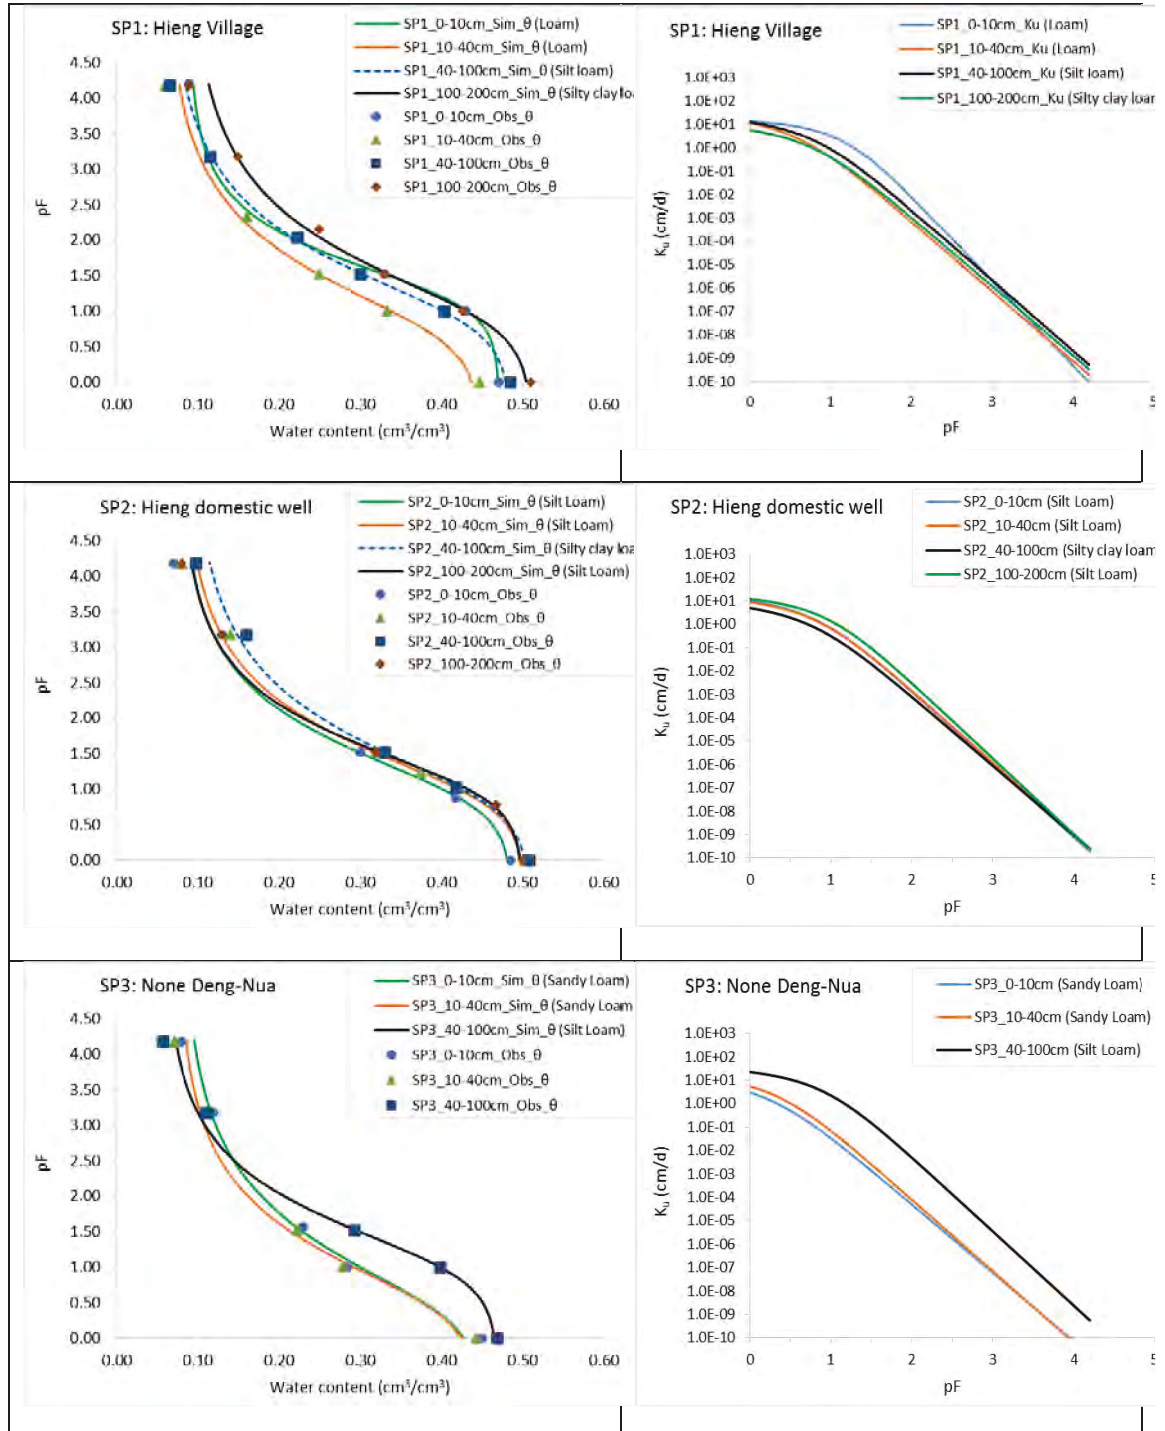 SP1: Hieng Village
SP1_0-10cm_Sim_θ (Loam)
SP1_10-40cm_Sim_θ (Loam)
SP1_40-100cm_Sim_θ (Silt loam)
SP1_100-200cm_Sim_θ (Silty clay loa
SP1_0-10cm_Obs_θ
SP1_10-40cm_Obs_θ
SP1_40-100cm_Obs_θ
SP1_100-200cm_Obs_θ
4.50
4.00
3.50
3.00
2.50
2.00
1.50
1.00
0.50
0.00
pF
0.00 0.10 0.20 0.30 0.40 0.50 0.60
Water content (cm³/cm³)
SP1: Hieng Village
SP1_0-10cm_Ku (Loam)
SP1_10-40cm_Ku (Loam)
SP1_40-100cm_Ku (Silt loam)
SP1_100-200cm_Ku (Silty clay loam
1.0E+03
1.0E+02
1.0E+01
1.0E+00
1.0E-01
1.0E-02
1.0E-03
1.0E-04
1.0E-05
1.0E-06
1.0E-07
1.0E-08
1.0E-09
1.0E-10
Ku (cm/d)
0 1 2 3 4 5
pF
SP2: Hieng domestic well
SP2_0-10cm_Sim_θ (Silt Loam)
SP2_10-40cm_Sim_θ (Silt Loam)
SP2_40-100cm_Sim_θ (Silty clay loa
SP2_100-200cm_Sim_θ (Silt Loam)
SP2_0-10cm_Obs_θ
SP2_10-40cm_Obs_θ
SP2_40-100cm_Obs_θ
SP2_100-200cm_Obs_θ
4.50
4.00
3.50
3.00
2.50
2.00
1.50
1.00
0.50
0.00
pF
0.00 0.10 0.20 0.30 0.40 0.50 0.60
Water content (cm³/cm³)
SP2: Hieng domestic well
SP2_0-10cm (Silt Loam)
SP2_10-40cm (Silt Loam)
SP2_40-100cm (Silty clay loam
SP2_100-200cm (Silt Loam)
1.0E+03
1.0E+02
1.0E+01
1.0E+00
1.0E-01
1.0E-02
1.0E-03
1.0E-04
1.0E-05
1.0E-06
1.0E-07
1.0E-08
1.0E-09
1.0E-10
Ku (cm/d)
0 1 2 3 4 5
pF
SP3: None Deng-Nua
SP3_0-10cm_Sim_θ (Sandy Loam)
SP3_10-40cm_Sim_θ (Sandy Loam
SP3_40-100cm_Sim_θ (Silt Loam)
SP3_0-10cm_Obs_θ
SP3_10-40cm_Obs_θ
SP3_40-100cm_Obs_θ
4.50
4.00
3.50
3.00
2.50
2.00
1.50
1.00
0.50
0.00
pF
0.00 0.10 0.20 0.30 0.40 0.50 0.60
Water content (cm³/cm³)
SP3: None Deng-Nua
SP3_0-10cm (Sandy Loam)
SP3_10-40cm (Sandy Loam)
SP3_40-100cm (Silt Loam)
1.0E+03
1.0E+02
1.0E+01
1.0E+00
1.0E-01
1.0E-02
1.0E-03
1.0E-04
1.0E-05
1.0E-06
1.0E-07
1.0E-08
1.0E-09
1.0E-10
Ku (cm/d)
0 1 2 3 4 5
pF